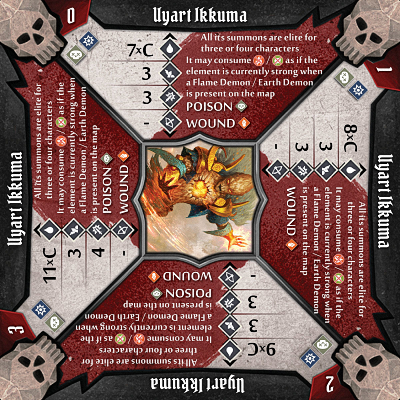 0
Uyart Ikkuma
7xC
3
3
-
All its summons are elite for
three or four characters
It may consume / as if the
element is currently strong when
a Flame Demon / Earth Demon
is present on the map
POISON
WOUND
1
Uyart Ikkuma
8xC
3
3
-
All its summons are elite for
three or four characters
It may consume / as if the
element is currently strong when
a Flame Demon / Earth Demon
is present on the map
WOUND
2
Uyart Ikkuma
9xC
3
3
-
All its summons are elite for
three or four characters
It may consume / as if the
element is currently strong when
a Flame Demon / Earth Demon
is present on the map
POISON
WOUND
3
Uyart Ikkuma
11xC
3
4
-
All its summons are elite for
three or four characters
It may consume / as if the
element is currently strong when
a Flame Demon / Earth Demon
is present on the map
POISON
WOUND